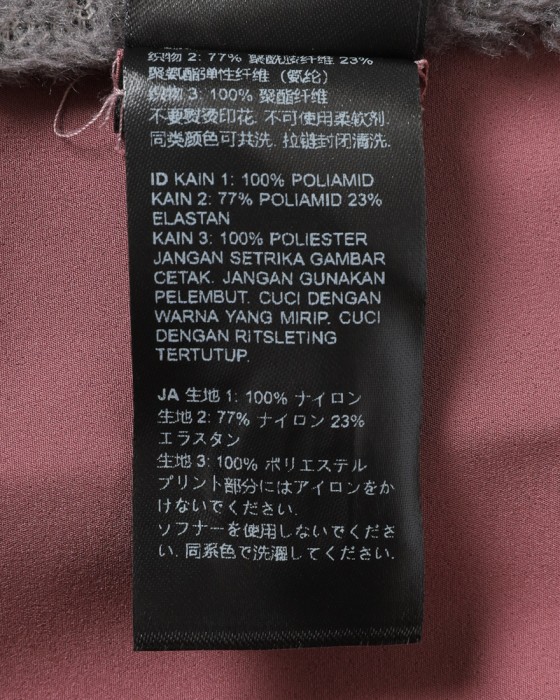 织物 2: 77% 聚酰胺纤维 23%
聚氨酯弹性纤维 (氨纶)
织物 3: 100% 聚酯纤维
不要熨烫印花. 不可使用柔软剂.
同类颜色可共洗. 拉链封闭清洗.
ID KAIN 1: 100% POLIAMID
KAIN 2: 77% POLIAMID 23%
ELASTAN
KAIN 3: 100% POLIESTER
JANGAN SETRIKA GAMBAR
CETAK. JANGAN GUNAKAN
PELEMBUT. CUCI DENGAN
WARNA YANG MIRIP. CUCI
DENGAN RITSLETING
TERTUTUP.
JA 生地 1: 100% ナイロン
生地 2: 77% ナイロン 23%
エラスタン
生地 3: 100% ポリエステル
プリント部分にはアイロンをか
けないでください.
ソフナーを使用しないでくださ
い. 同系色で洗濯してください.